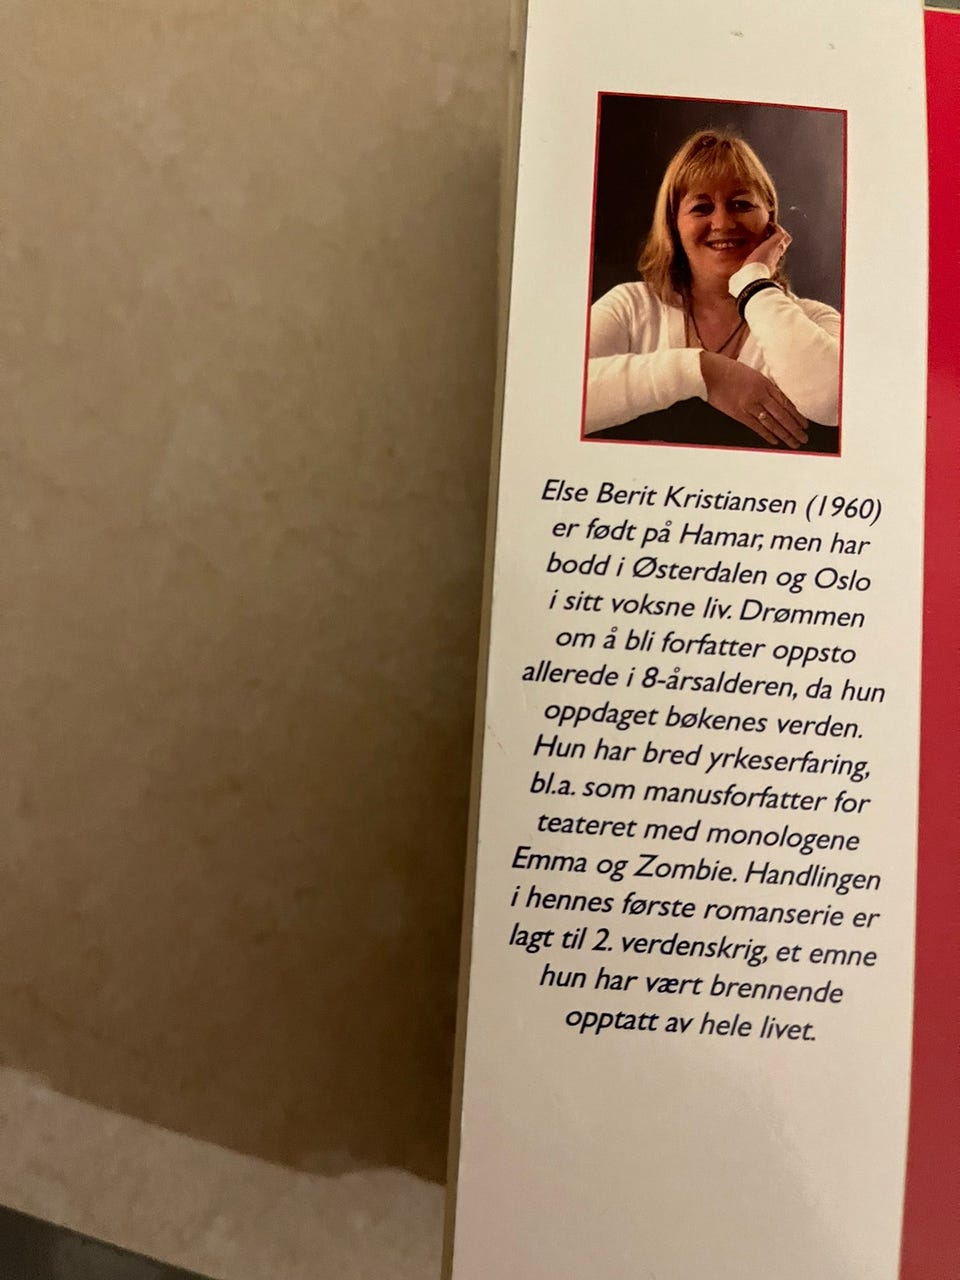 Else Berit Kristiansen (1960)
er født på Hamar, men har
bodd i Østerdalen og Oslo
i sitt voksne liv. Drømmen
om å bli forfatter oppsto
allerede i 8-årsalderen, da hun
oppdaget bøkenes verden.
Hun har bred yrkeserfaring,
bl.a. som manusforfatter for
teateret med monologene
Emma og Zombie. Handlingen
i hennes første romanserie er
lagt til 2. verdenskrig, et emne
hun har vært brennende
opptatt av hele livet.